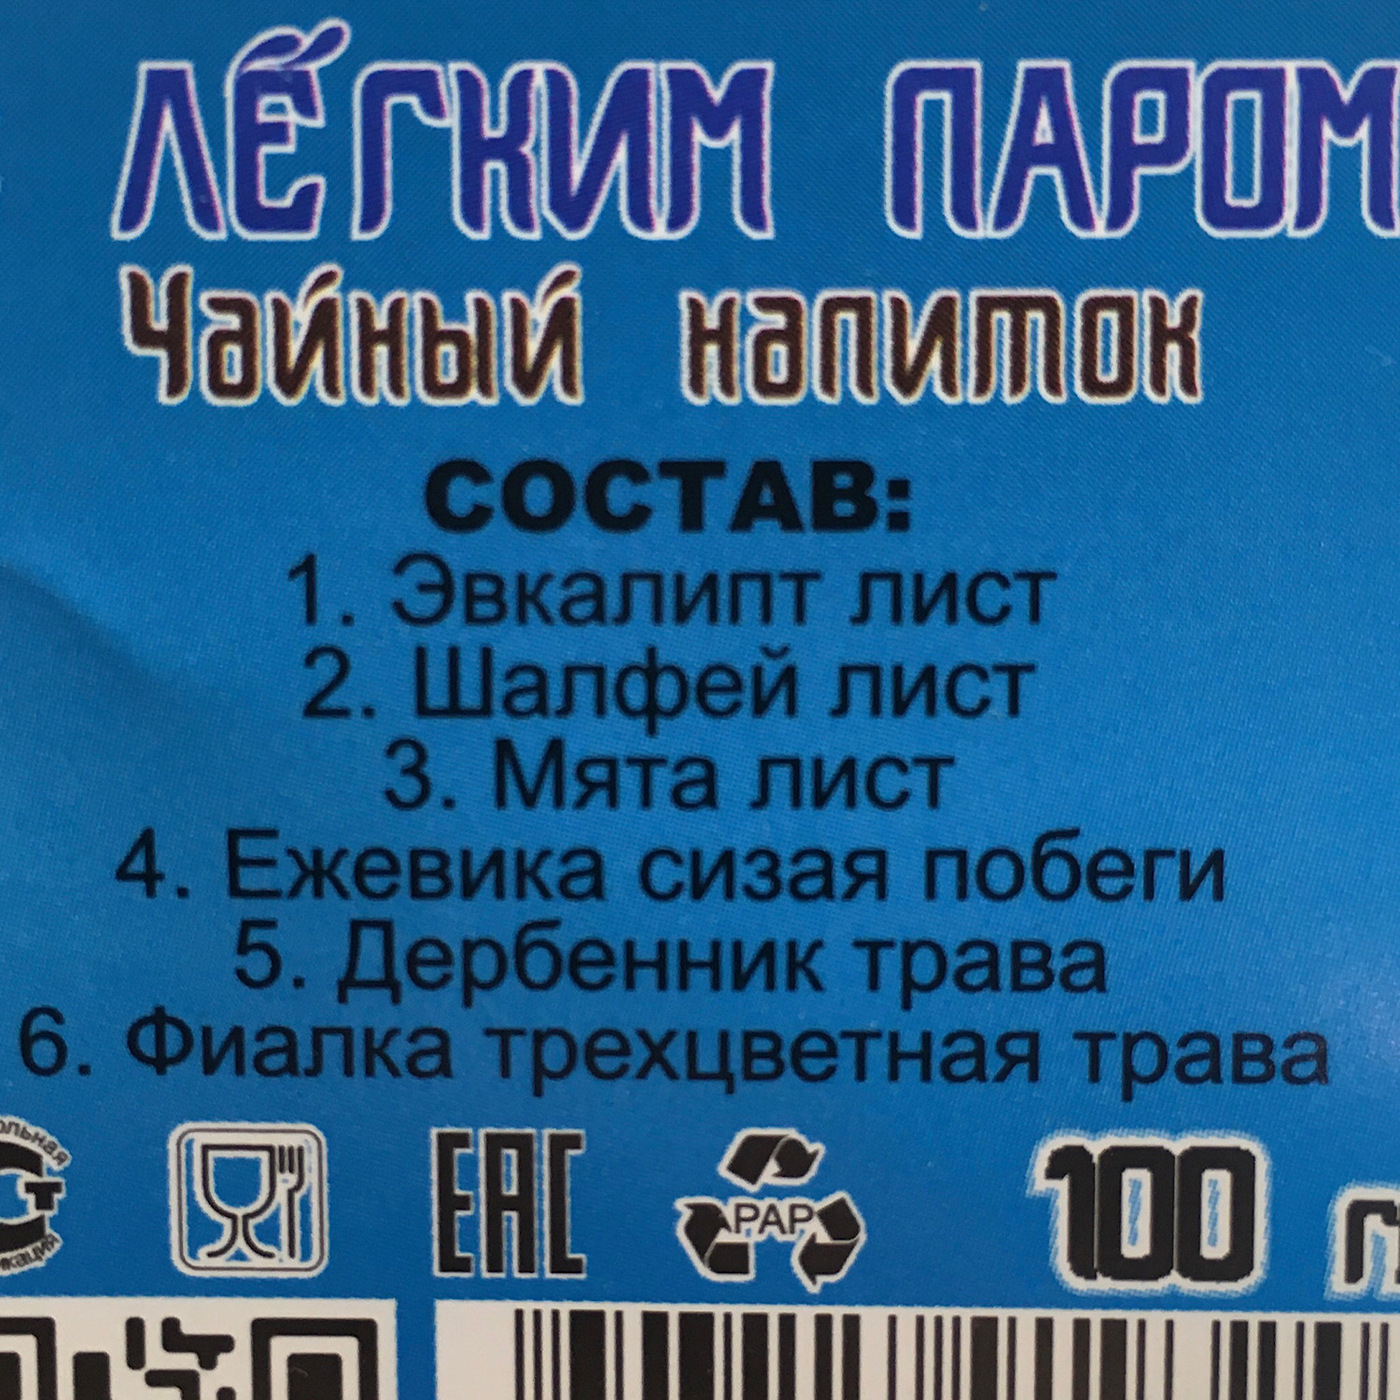 ЛЁГКИМ ПАРОМ
Чайный напиток
СОСТАВ:
1. Эвкалипт лист
2. Шалфей лист
3. Мята лист
4. Ежевика сизая побеги
5. Дербенник трава
6. Фиалка трехцветная трава
EAC
PAP
100